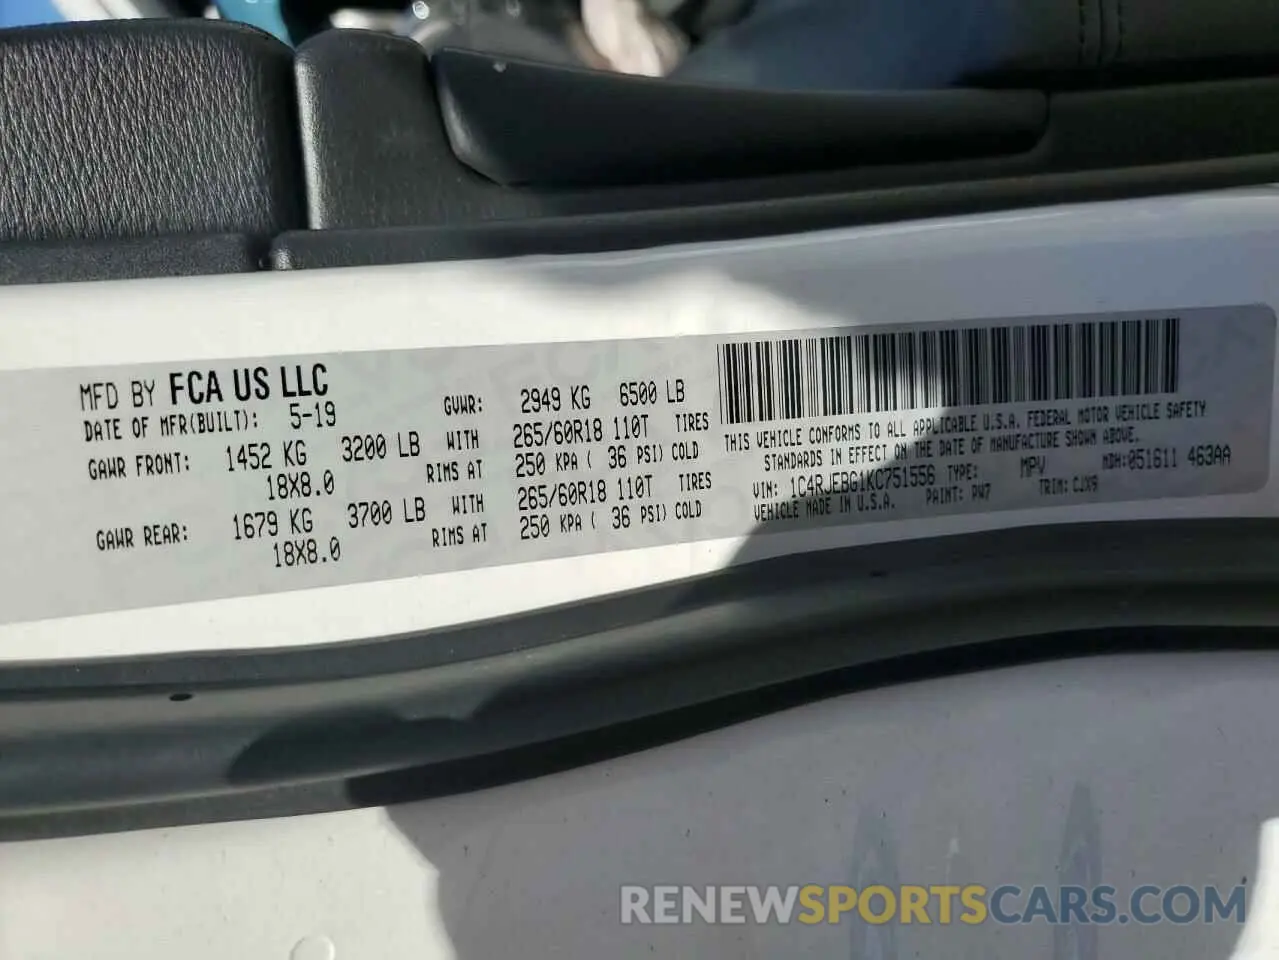 MFD BY FCA US LLC
DATE OF MFR(BUILT): 5-19 GVWR: 2949 KG 6500 LB
GAWR FRONT: 1452 KG 3200 LB WITH 265/60R18 110T TIRES
18X8.0 RIMS AT 250 KPA ( 36 PSI) COLD
GAWR REAR: 1679 KG 3700 LB WITH 265/60R18 110T TIRES
18X8.0 RIMS AT 250 KPA ( 36 PSI) COLD
THIS VEHICLE CONFORMS TO ALL APPLICABLE U.S.A. FEDERAL MOTOR VEHICLE SAFETY
STANDARDS IN EFFECT ON THE DATE OF MANUFACTURE SHOWN ABOVE.
VIN: 1C4RJEBG1KC751556 TYPE: MPV MDH:051611 463AA
VEHICLE MADE IN U.S.A. PAINT: PW7 TRIM: CJX9
RENEWSPORTSCARS.COM